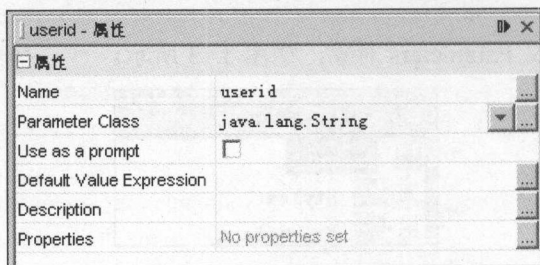 userid - 属性
属性
Name userid
Parameter Class java.lang.String
Use as a prompt
Default Value Expression
Description
Properties No properties set